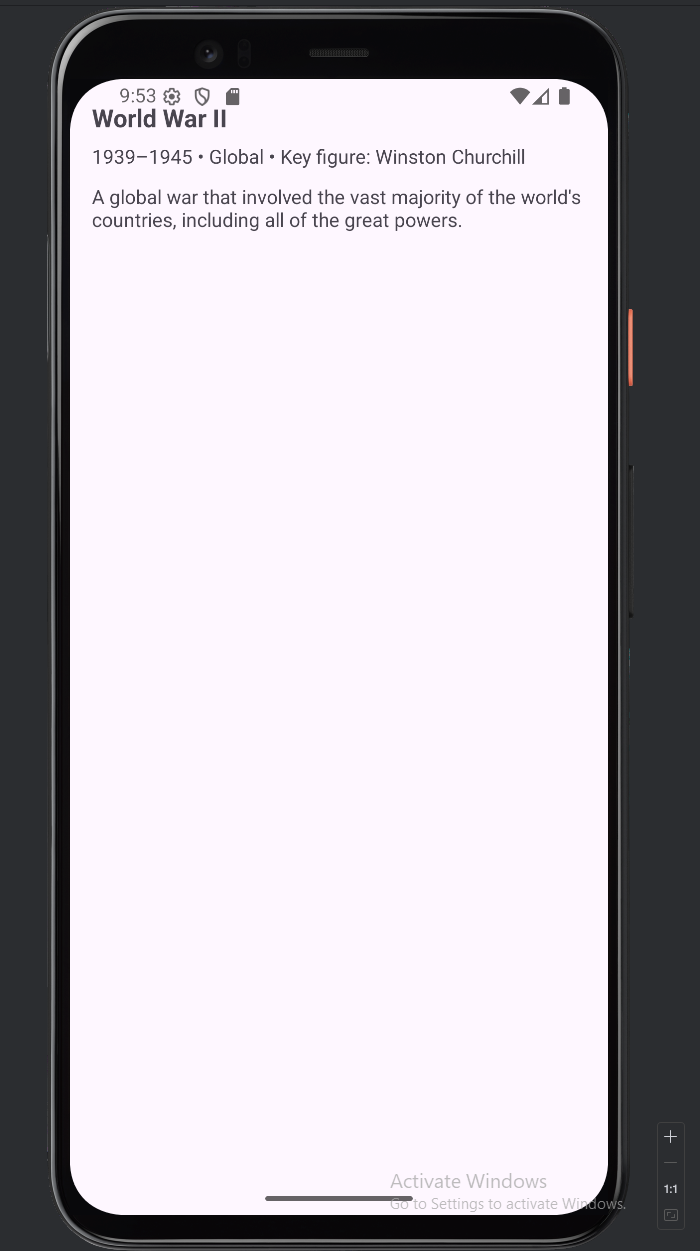 9:53
World War II
1939–1945 • Global • Key figure: Winston Churchill
A global war that involved the vast majority of the world's
countries, including all of the great powers.
Activate Windows
Go to Settings to activate Windows.
1:1